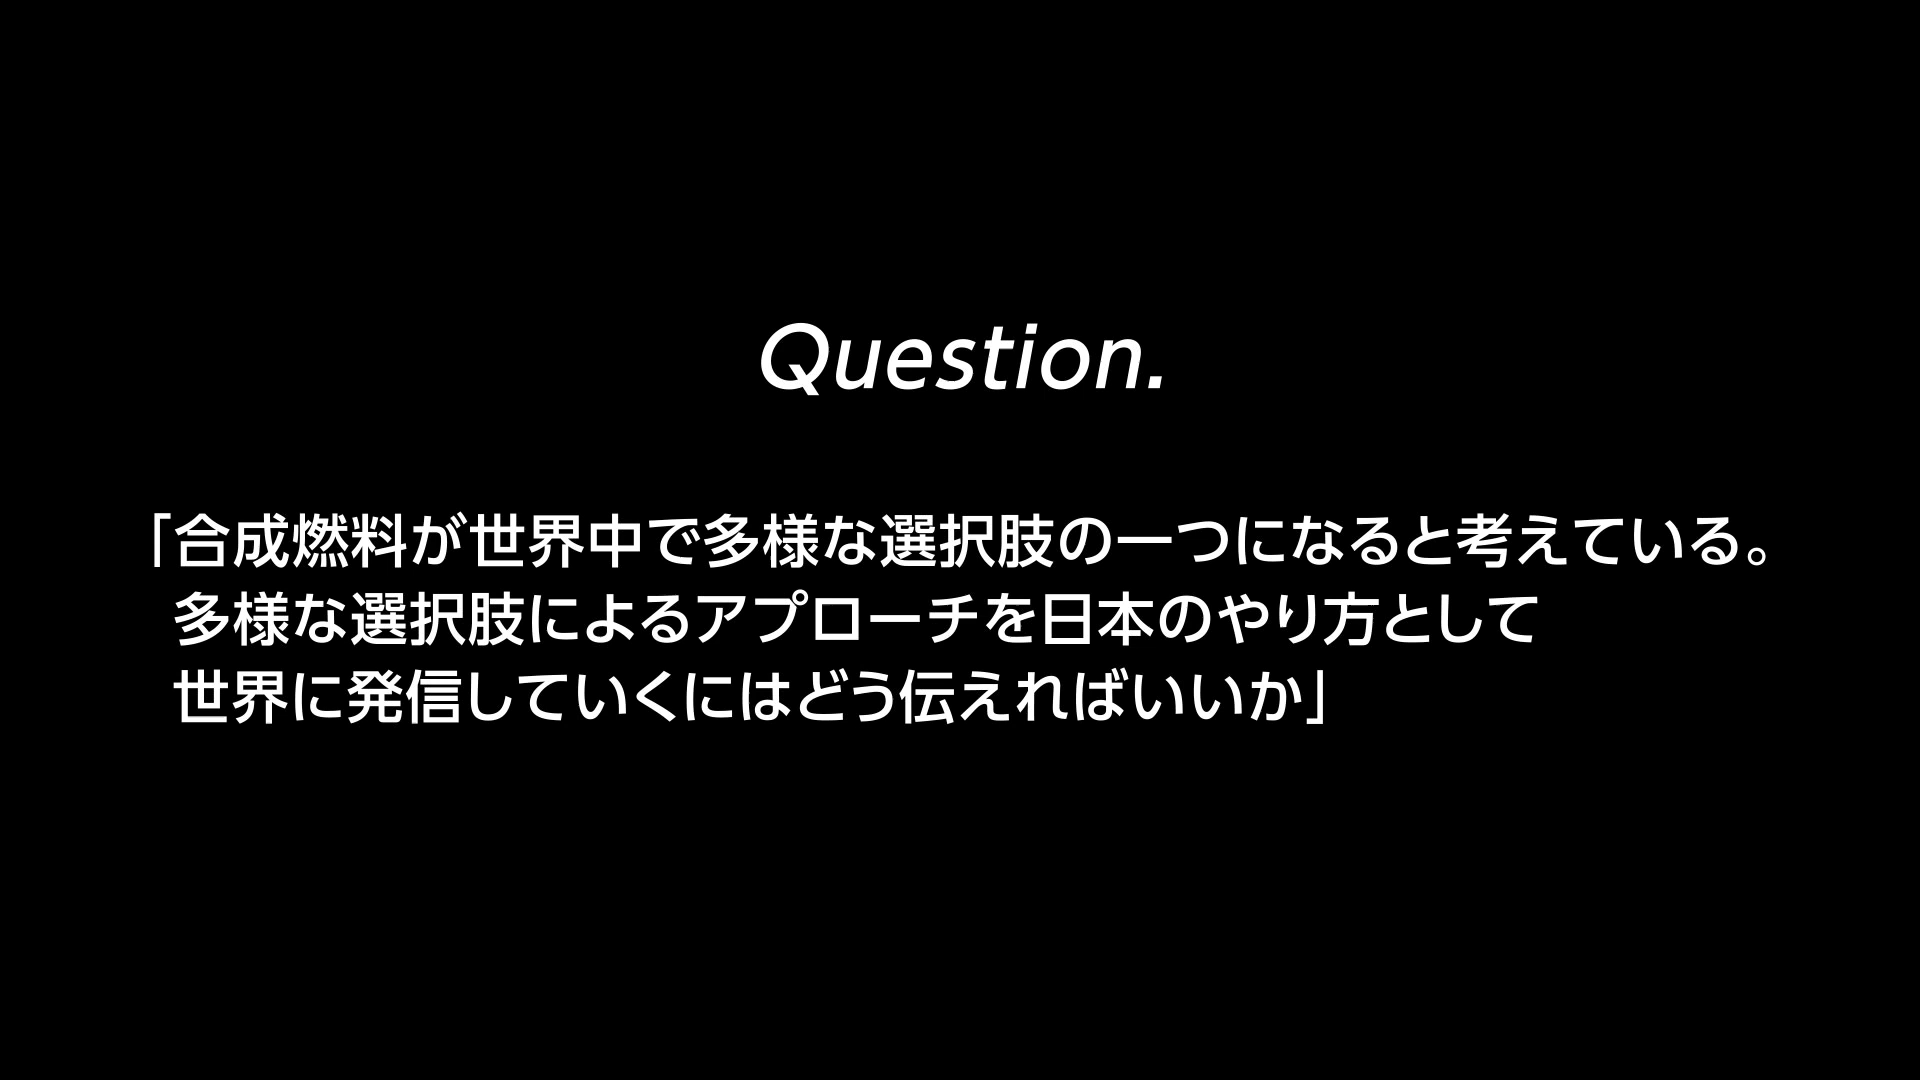 Question.
「合成燃料が世界中で多様な選択肢の一つになると考えている。
多様な選択肢によるアプローチを日本のやり方として
世界に発信していくにはどう伝えればいいか」